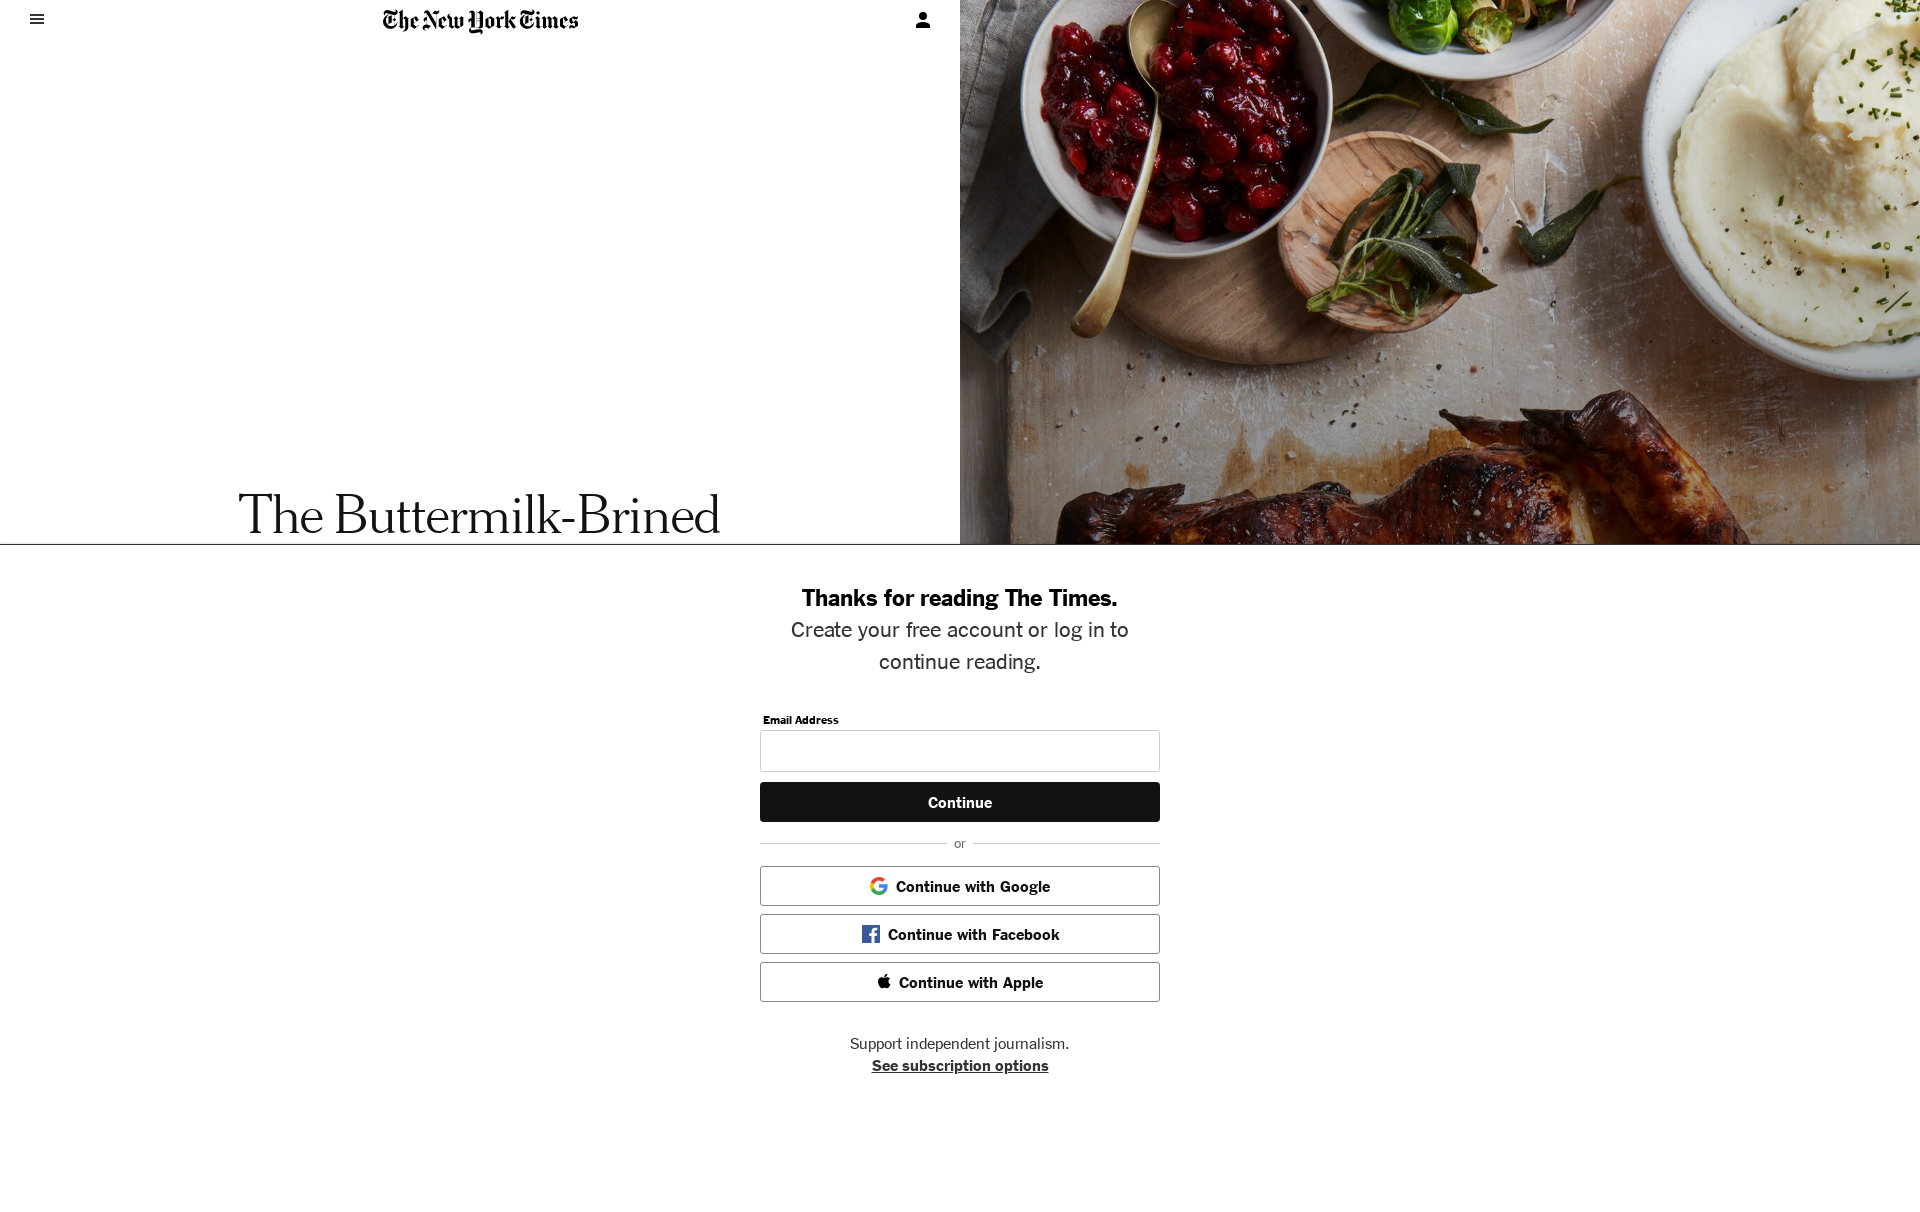 The New York Times
The Buttermilk-Brined
Thanks for reading The Times.
Create your free account or log in to
continue reading.
Email Address
Continue
or
Continue with Google
Continue with Facebook
Continue with Apple
Support independent journalism.
See subscription options